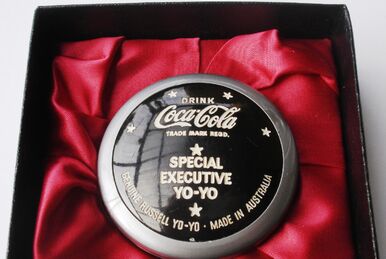 DRINK
Coca-Cola
TRADE MARK REGD.
SPECIAL
EXECUTIVE
YO-YO
GENUINE RUSSELL YO-YO · MADE IN AUSTRALIA